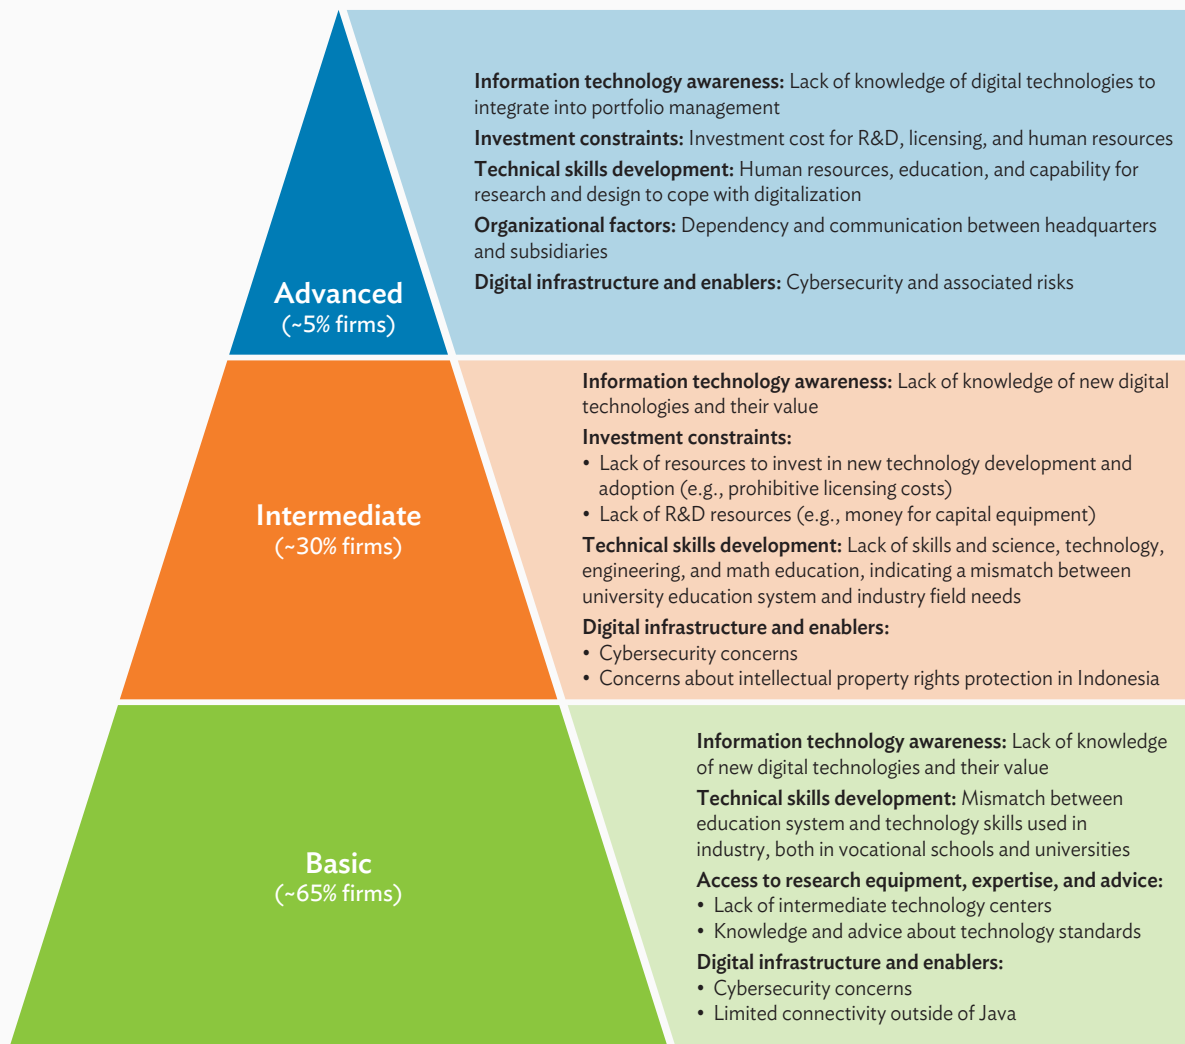 Information technology awareness: Lack of knowledge of digital technologies to
integrate into portfolio management
Investment constraints: Investment cost for R&D, licensing, and human resources
Technical skills development: Human resources, education, and capability for
research and design to cope with digitalization
Organizational factors: Dependency and communication between headquarters
and subsidiaries
Digital infrastructure and enablers: Cybersecurity and associated risks
Advanced
(~5% firms)
Information technology awareness: Lack of knowledge of new digital
technologies and their value
Investment constraints:
• Lack of resources to invest in new technology development and
adoption (e.g., prohibitive licensing costs)
• Lack of R&D resources (e.g., money for capital equipment)
Technical skills development: Lack of skills and science, technology,
engineering, and math education, indicating a mismatch between
university education system and industry field needs
Digital infrastructure and enablers:
• Cybersecurity concerns
• Concerns about intellectual property rights protection in Indonesia
Intermediate
(~30% firms)
Information technology awareness: Lack of knowledge
of new digital technologies and their value
Technical skills development: Mismatch between
education system and technology skills used in
industry, both in vocational schools and universities
Access to research equipment, expertise, and advice:
• Lack of intermediate technology centers
• Knowledge and advice about technology standards
Digital infrastructure and enablers:
• Cybersecurity concerns
• Limited connectivity outside of Java
Basic
(~65% firms)